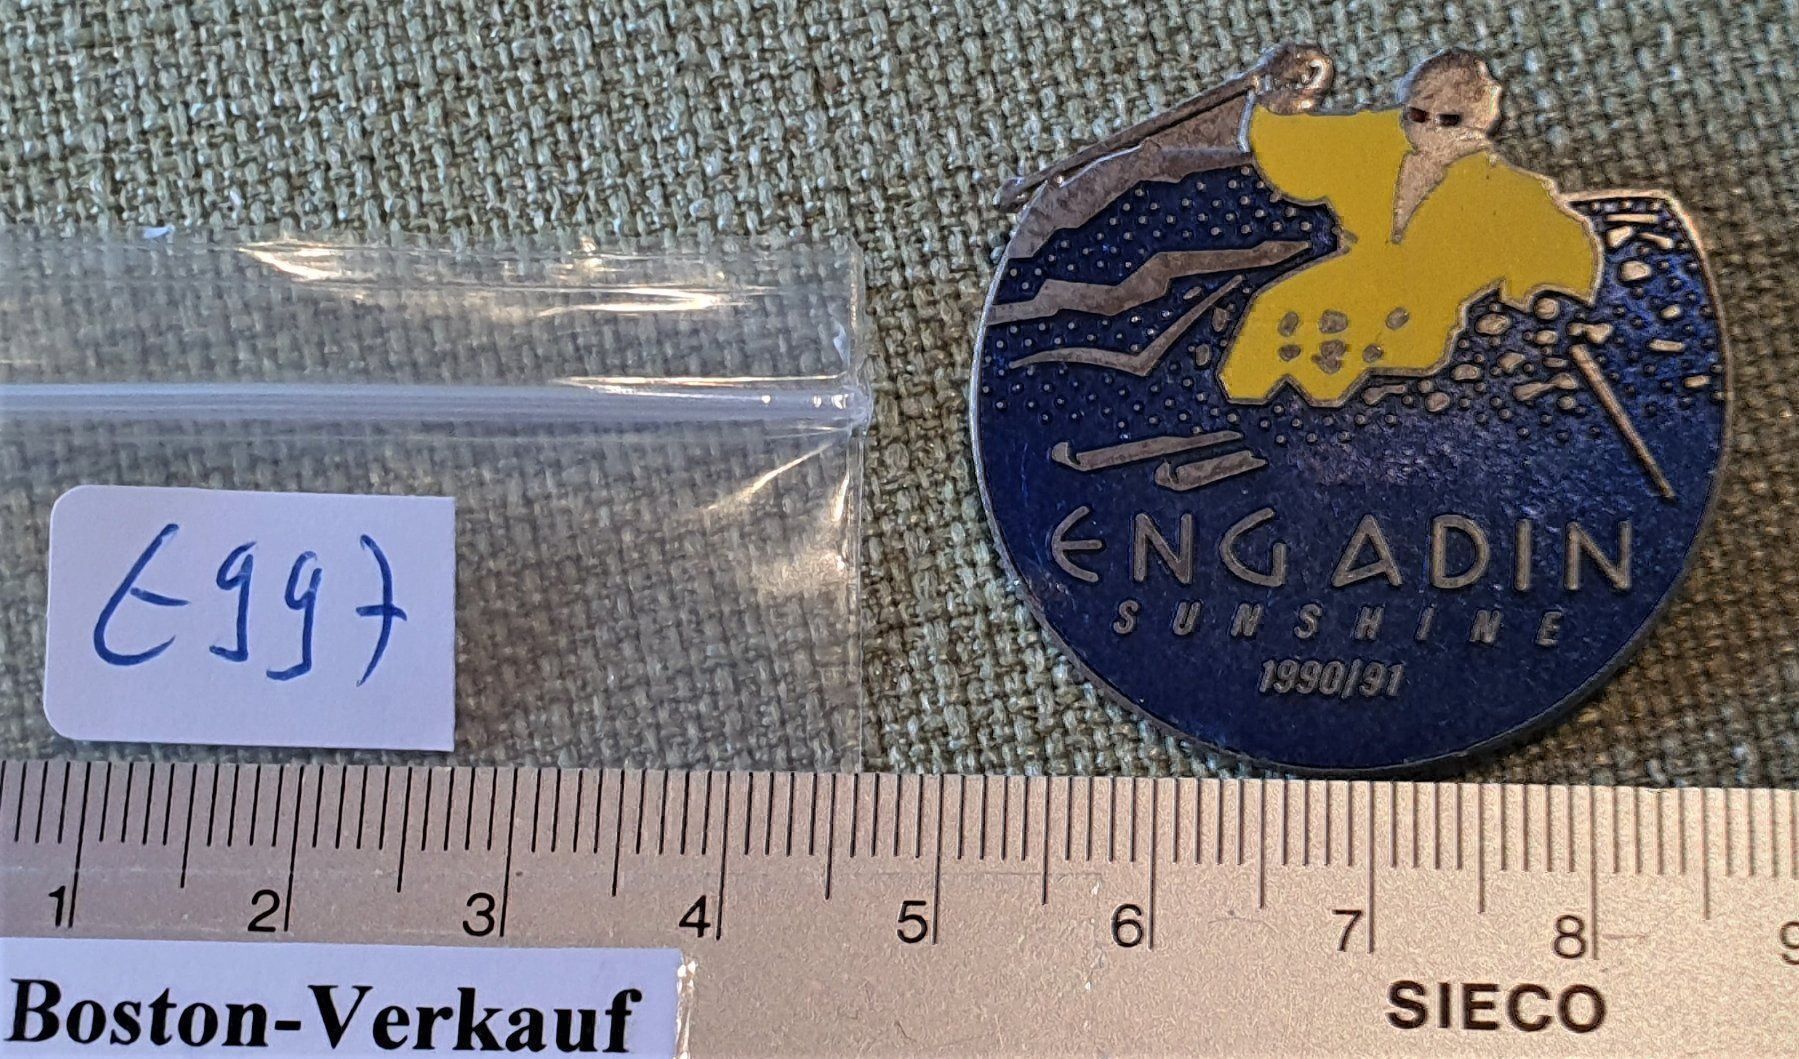 E997
ENGADIN
SUNSHINE
1990/91
1 2 3 4 5 6 7 8 9
SIECO
Boston-Verkauf